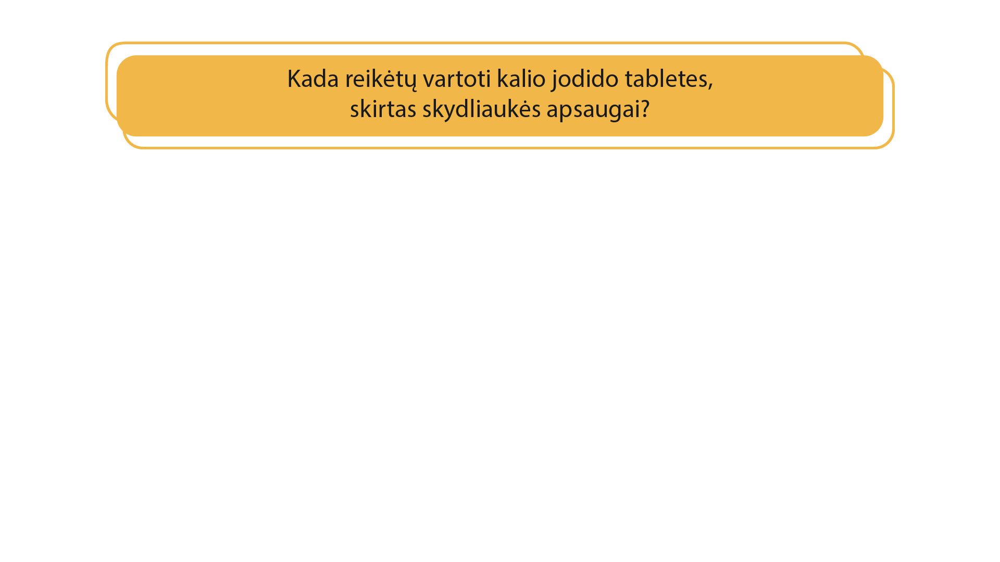 Kada reikėtų vartoti kalio jodido tabletes,
skirtas skydliaukės apsaugai?